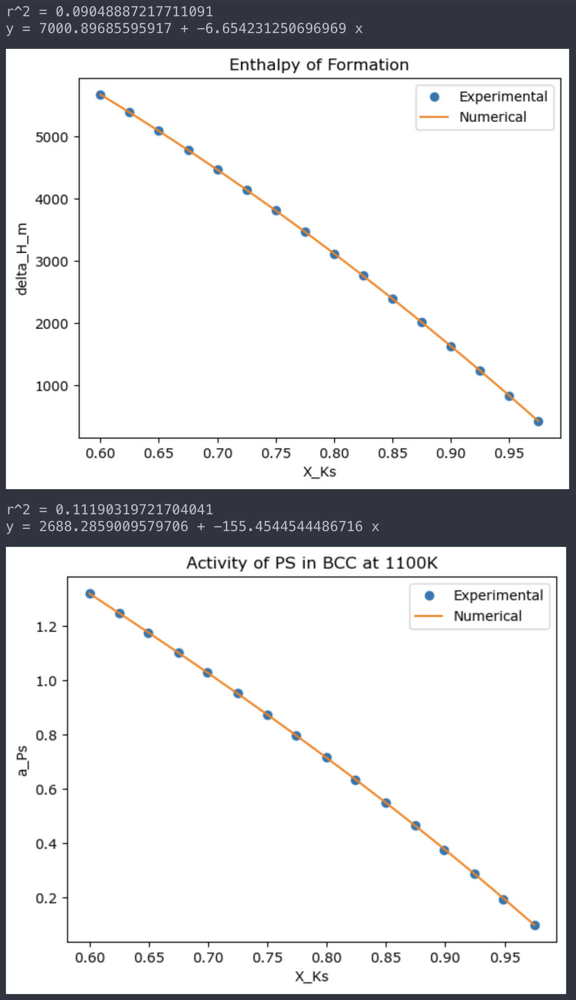 r^2 = 0.09048887217711091
y = 7000.89685595917 + -6.654231250696969 x
Enthalpy of Formation
Experimental
Numerical
5000
4000
3000
2000
1000
delta_H_m
0.60 0.65 0.70 0.75 0.80 0.85 0.90 0.95
X_Ks
r^2 = 0.11190319721704041
y = 2688.2859009579706 + -155.4544544486716 x
Activity of PS in BCC at 1100K
Experimental
Numerical
1.2
1.0
0.8
0.6
0.4
0.2
a_Ps
0.60 0.65 0.70 0.75 0.80 0.85 0.90 0.95
X_Ks